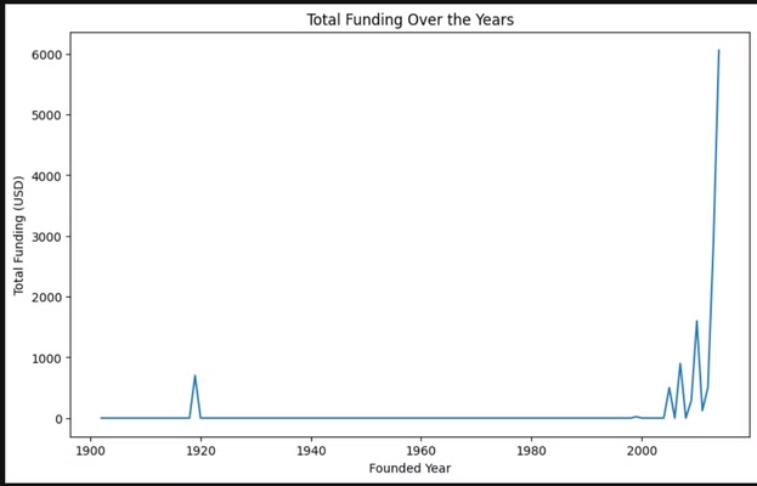 Total Funding Over the Years
Total Funding (USD)
6000
5000
4000
3000
2000
1000
0
1900 1920 1940 1960 1980 2000
Founded Year